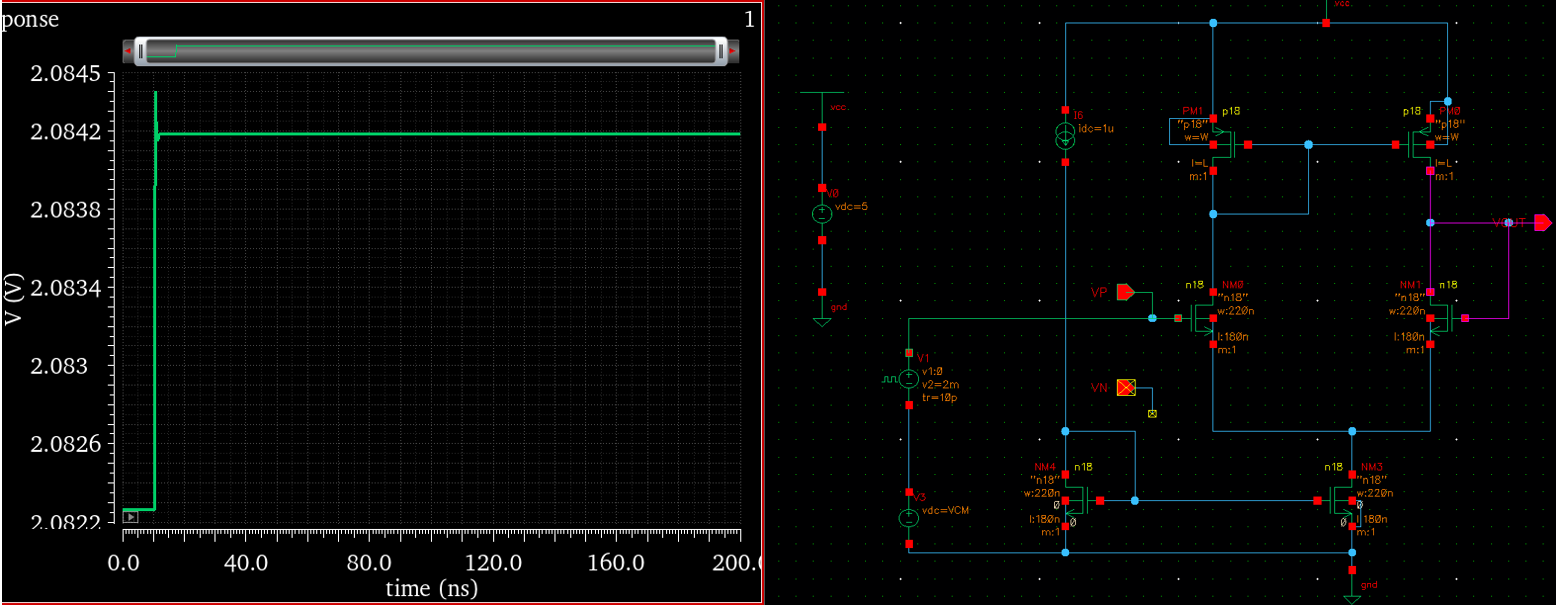 ponse
1
2.0845
2.0842
2.0838
2.0834
2.083
2.0826
2.0822
V (V)
0.0
40.0
80.0
120.0
160.0
200.
time (ns)
vcc.
vcc.
V0
vdc=5
gnd
I6
idc=1u
PM1
p18
"p18"
w=W
l=L
m:1
p18
PM0
"p18"
w=W
l=L
m:1
VOUT
VP
n18
NM0
"n18"
w:220n
l:180n
m:1
NM1
n18
"n18"
w:220n
l:180n
m:1
V1
v1:0
v2=2m
tr=10p
VN
NM4
n18
"n18"
w:220n
0
0
l:180n
m:1
n18
NM3
"n18"
w:220n
0
0
180n
m:1
V3
vdc=VCM
gnd